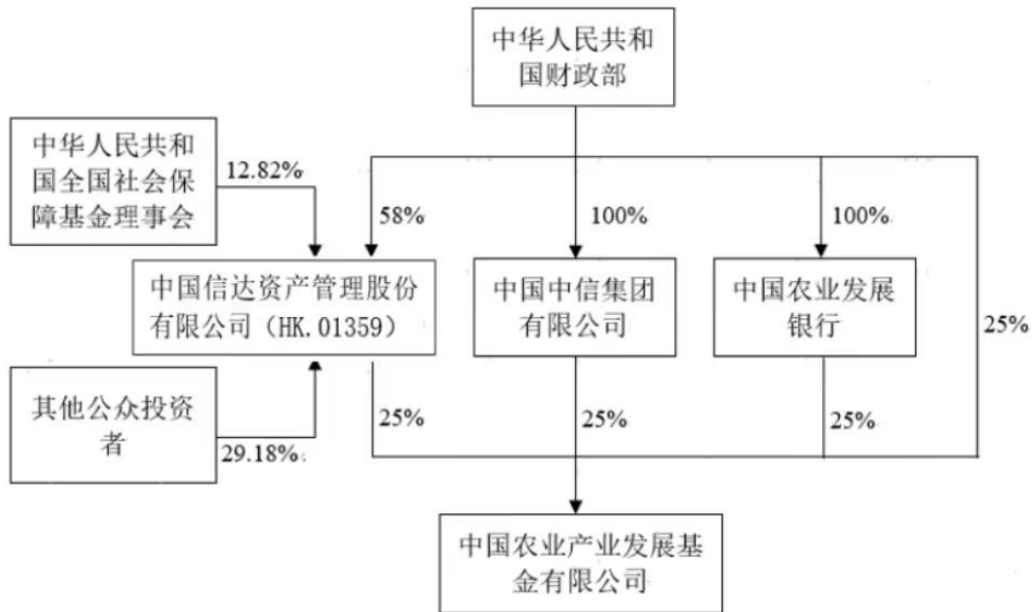 中华人民共和
国财政部
中华人民共和
国全国社会保
障基金理事会
12.82%
58%
100%
100%
中国信达资产管理股份
有限公司（HK.01359）
中国中信集团
有限公司
中国农业发展
银行
25%
其他公众投资
者
29.18%
25%
25%
25%
中国农业产业发展基
金有限公司